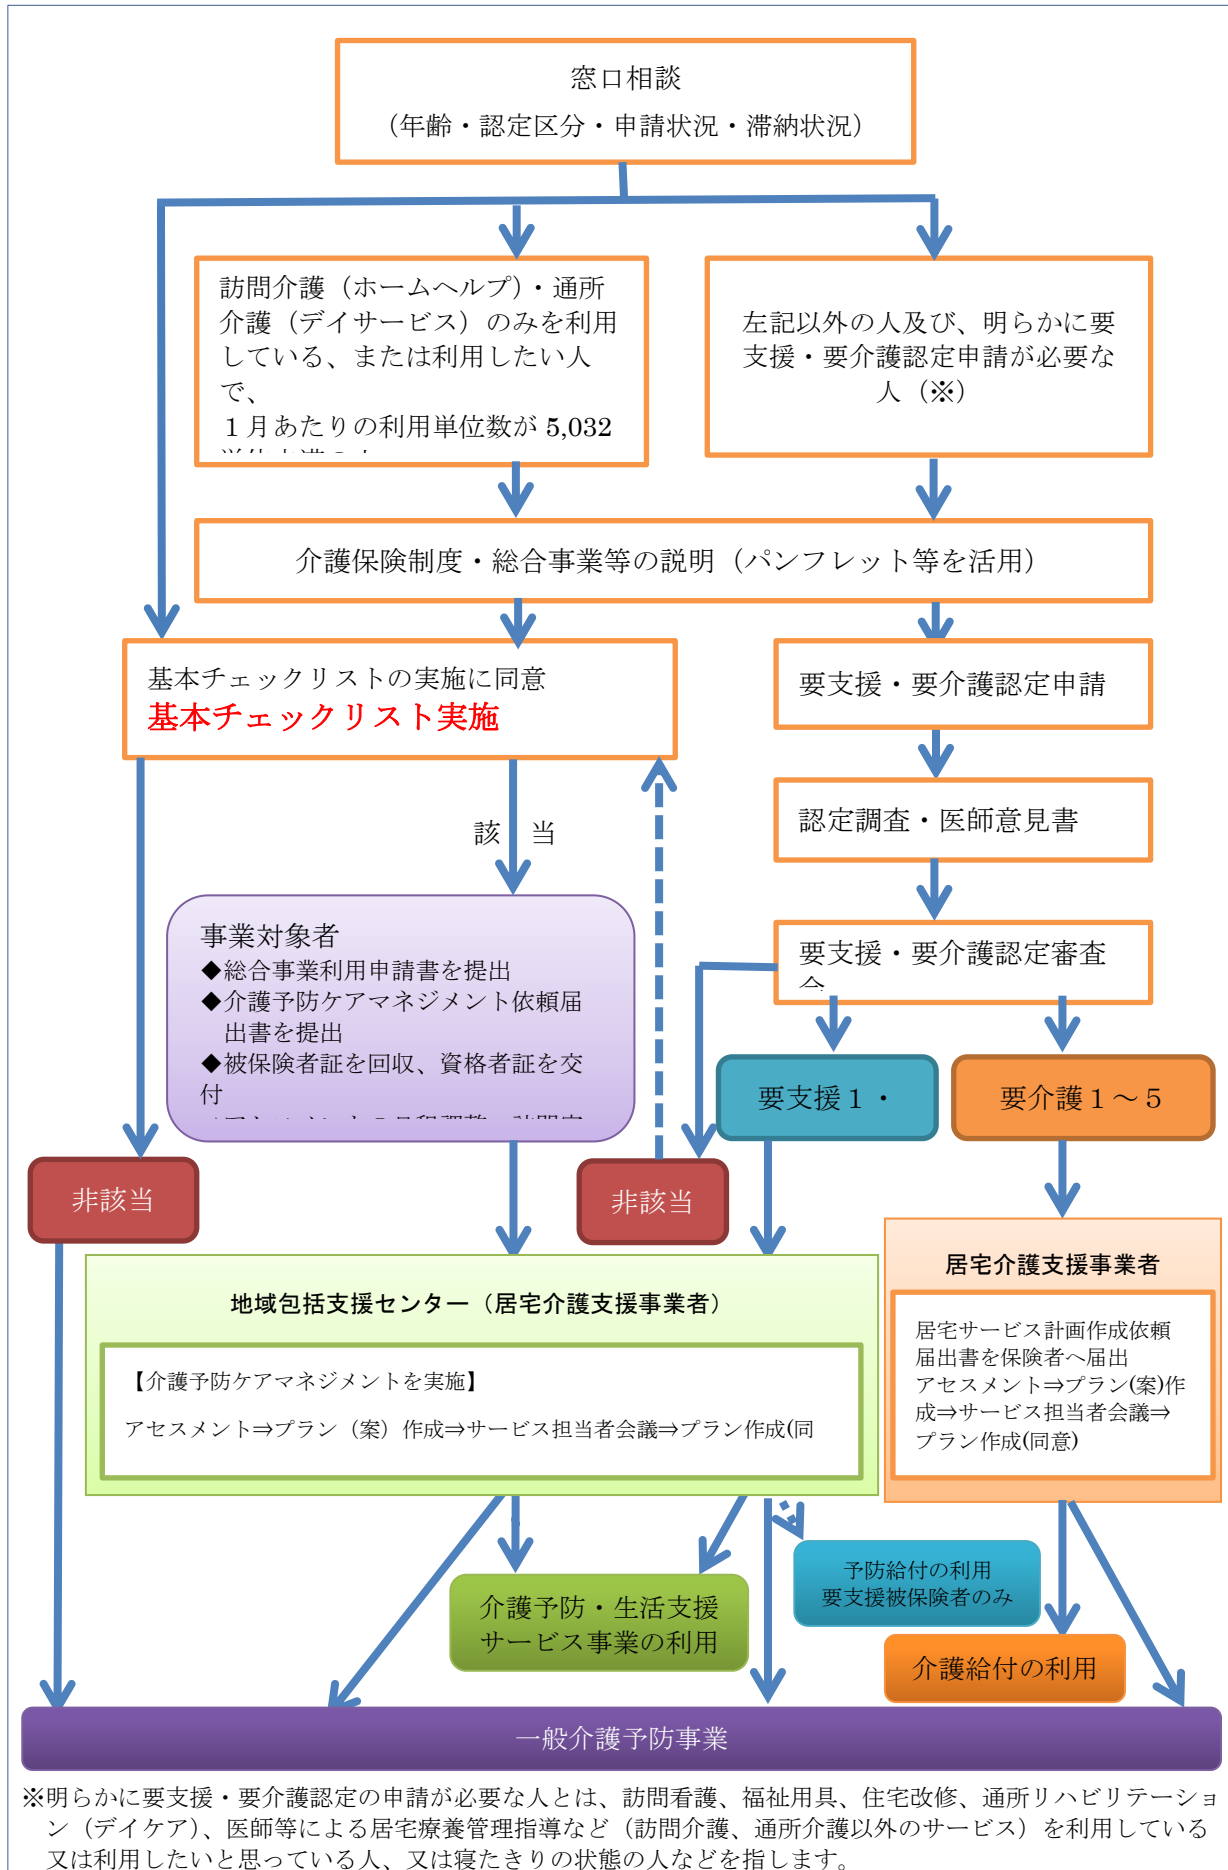 窓口相談
（年齢・認定区分・申請状況・滞納状況）
訪問介護（ホームヘルプ）・通所
介護（デイサービス）のみを利用
している、または利用したい人
で、
１月あたりの利用単位数が 5,032
左記以外の人及び、明らかに要
支援・要介護認定申請が必要な
人（※）
介護保険制度・総合事業等の説明（パンフレット等を活用）
基本チェックリストの実施に同意
基本チェックリスト実施
要支援・要介護認定申請
認定調査・医師意見書
該 当
事業対象者
◆総合事業利用申請書を提出
◆介護予防ケアマネジメント依頼届
出書を提出
◆被保険者証を回収、資格者証を交
付
要支援・要介護認定審査
要支援１・
要介護１～５
非該当
非該当
地域包括支援センター（居宅介護支援事業者）
【介護予防ケアマネジメントを実施】
アセスメント⇒プラン（案）作成⇒サービス担当者会議⇒プラン作成(同
居宅介護支援事業者
居宅サービス計画作成依頼
届出書を保険者へ届出
アセスメント⇒プラン(案)作
成⇒サービス担当者会議⇒
プラン作成(同意)
予防給付の利用
要支援被保険者のみ
介護予防・生活支援
サービス事業の利用
介護給付の利用
一般介護予防事業
※明らかに要支援・要介護認定の申請が必要な人とは、訪問看護、福祉用具、住宅改修、通所リハビリテーショ
ン（デイケア）、医師等による居宅療養管理指導など（訪問介護、通所介護以外のサービス）を利用している
又は利用したいと思っている人、又は寝たきりの状態の人などを指します。